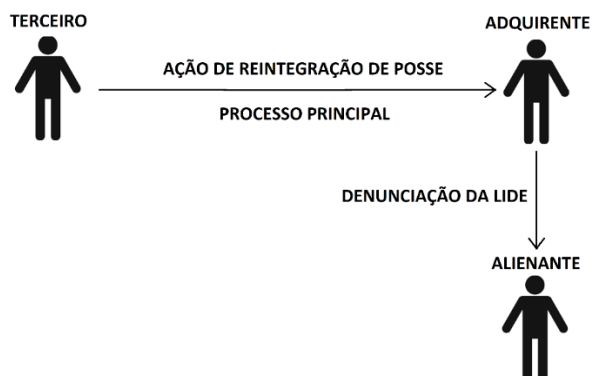 TERCEIRO
ADQUIRENTE
AÇÃO DE REINTEGRAÇÃO DE POSSE
PROCESSO PRINCIPAL
DENUNCIAÇÃO DA LIDE
ALIENANTE